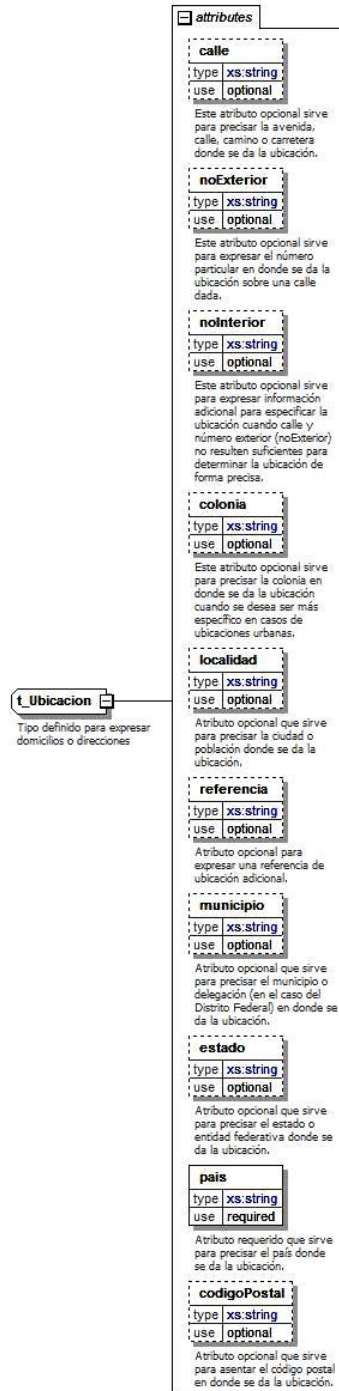 attributes
calle
type xs:string
use optional
Este atributo opcional sirve
para precisar la avenida,
calle, camino o carretera
donde se da la ubicación.
noExterior
type xs:string
use optional
Este atributo opcional sirve
para expresar el número
particular en donde se da la
ubicación sobre una calle
dada.
noInterior
type xs:string
use optional
Este atributo opcional sirve
para expresar información
adicional para especificar la
ubicación cuando calle y
número exterior (noExterior)
no resulten suficientes para
determinar la ubicación de
forma precisa.
colonia
type xs:string
use optional
Este atributo opcional sirve
para precisar la colonia en
donde se da la ubicación
cuando se desea ser más
específico en casos de
ubicaciones urbanas.
localidad
type xs:string
use optional
Atributo opcional que sirve
para precisar la ciudad o
población donde se da la
ubicación.
t_Ubicacion
Tipo definido para expresar
domicilios o direcciones
referencia
type xs:string
use optional
Atributo opcional para
expresar una referencia de
ubicación adicional.
municipio
type xs:string
use optional
Atributo opcional que sirve
para precisar el municipio o
delegación (en el caso del
Distrito Federal) en donde se
da la ubicación.
estado
type xs:string
use optional
Atributo opcional que sirve
para precisar el estado o
entidad federativa donde se
da la ubicación.
pais
type xs:string
use required
Atributo requerido que sirve
para precisar el país donde
se da la ubicación.
codigoPostal
type xs:string
use optional
Atributo opcional que sirve
para asentar el código postal
en donde se da la ubicación.